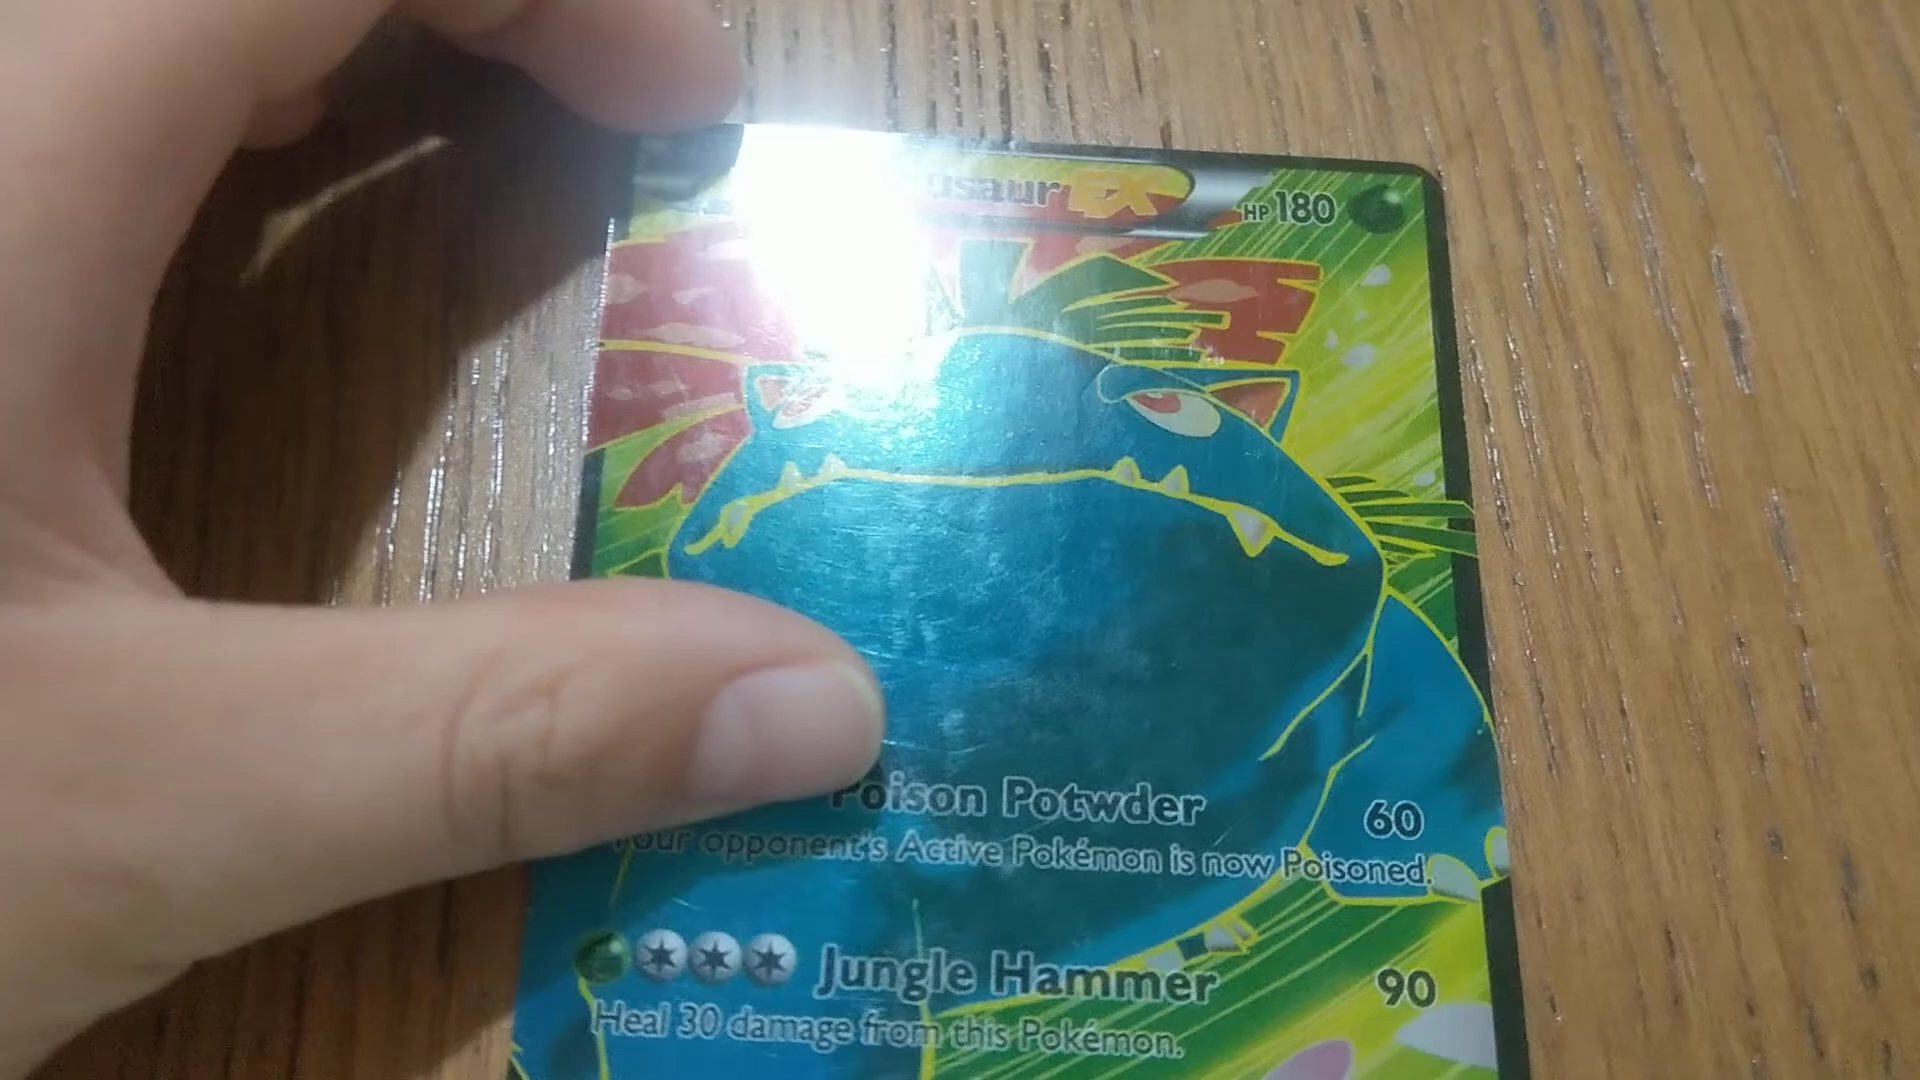 usaur EX HP 180
Poison Potwder 60
Your opponent's Active Pokémon is now Poisoned.
Jungle Hammer 90
Heal 30 damage from this Pokémon.